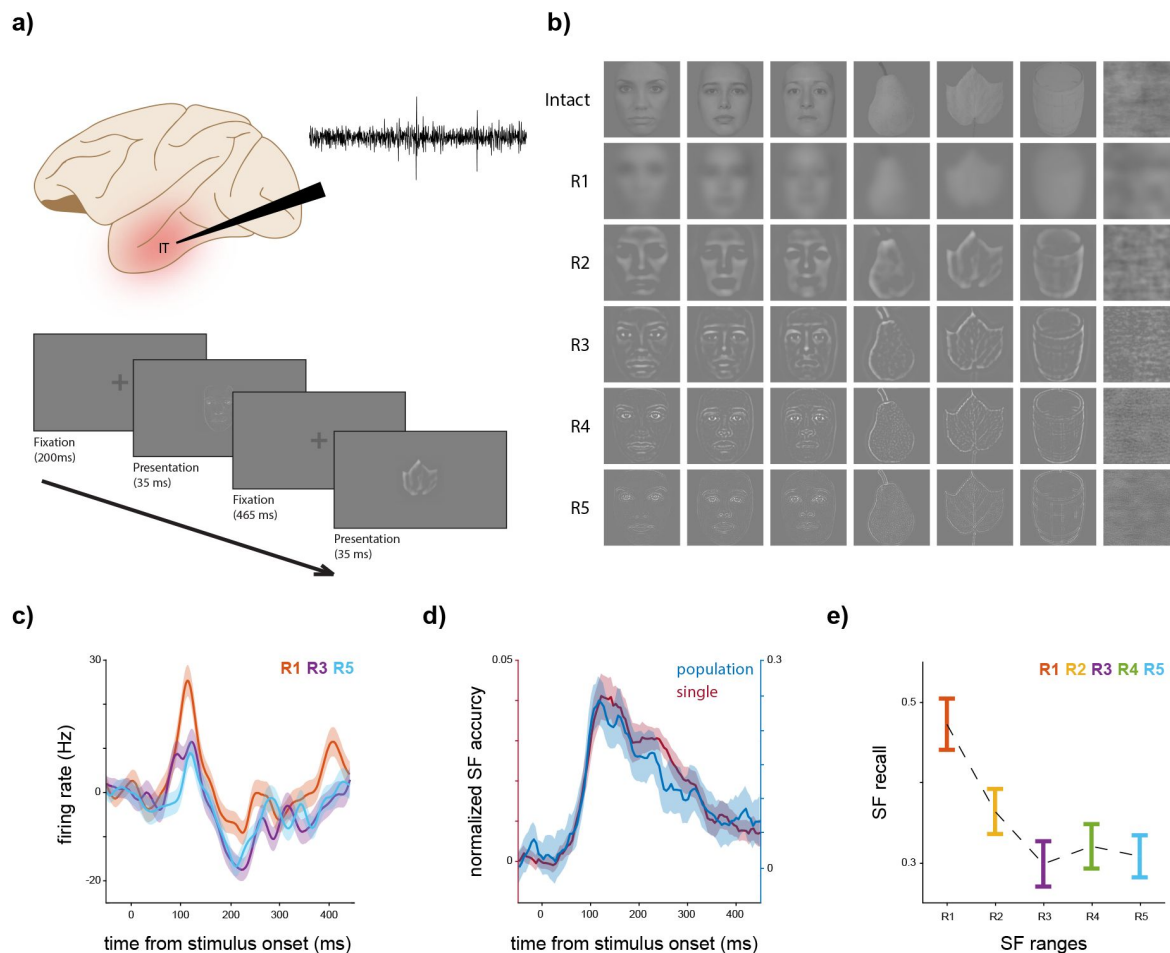 a)
IT
Fixation
(200ms)
Presentation
(35 ms)
Fixation
(465 ms)
Presentation
(35 ms)
b)
Intact
R1
R2
R3
R4
R5
c)
R1 R3 R5
30
0
-20
firing rate (Hz)
0 100 200 300 400
time from stimulus onset (ms)
d)
population
single
0.05
0
normalized SF accurcy
0.3
0
0 100 200 300 400
time from stimulus onset (ms)
e)
R1 R2 R3 R4 R5
0.5
0.3
SF recall
R1 R2 R3 R4 R5
SF ranges